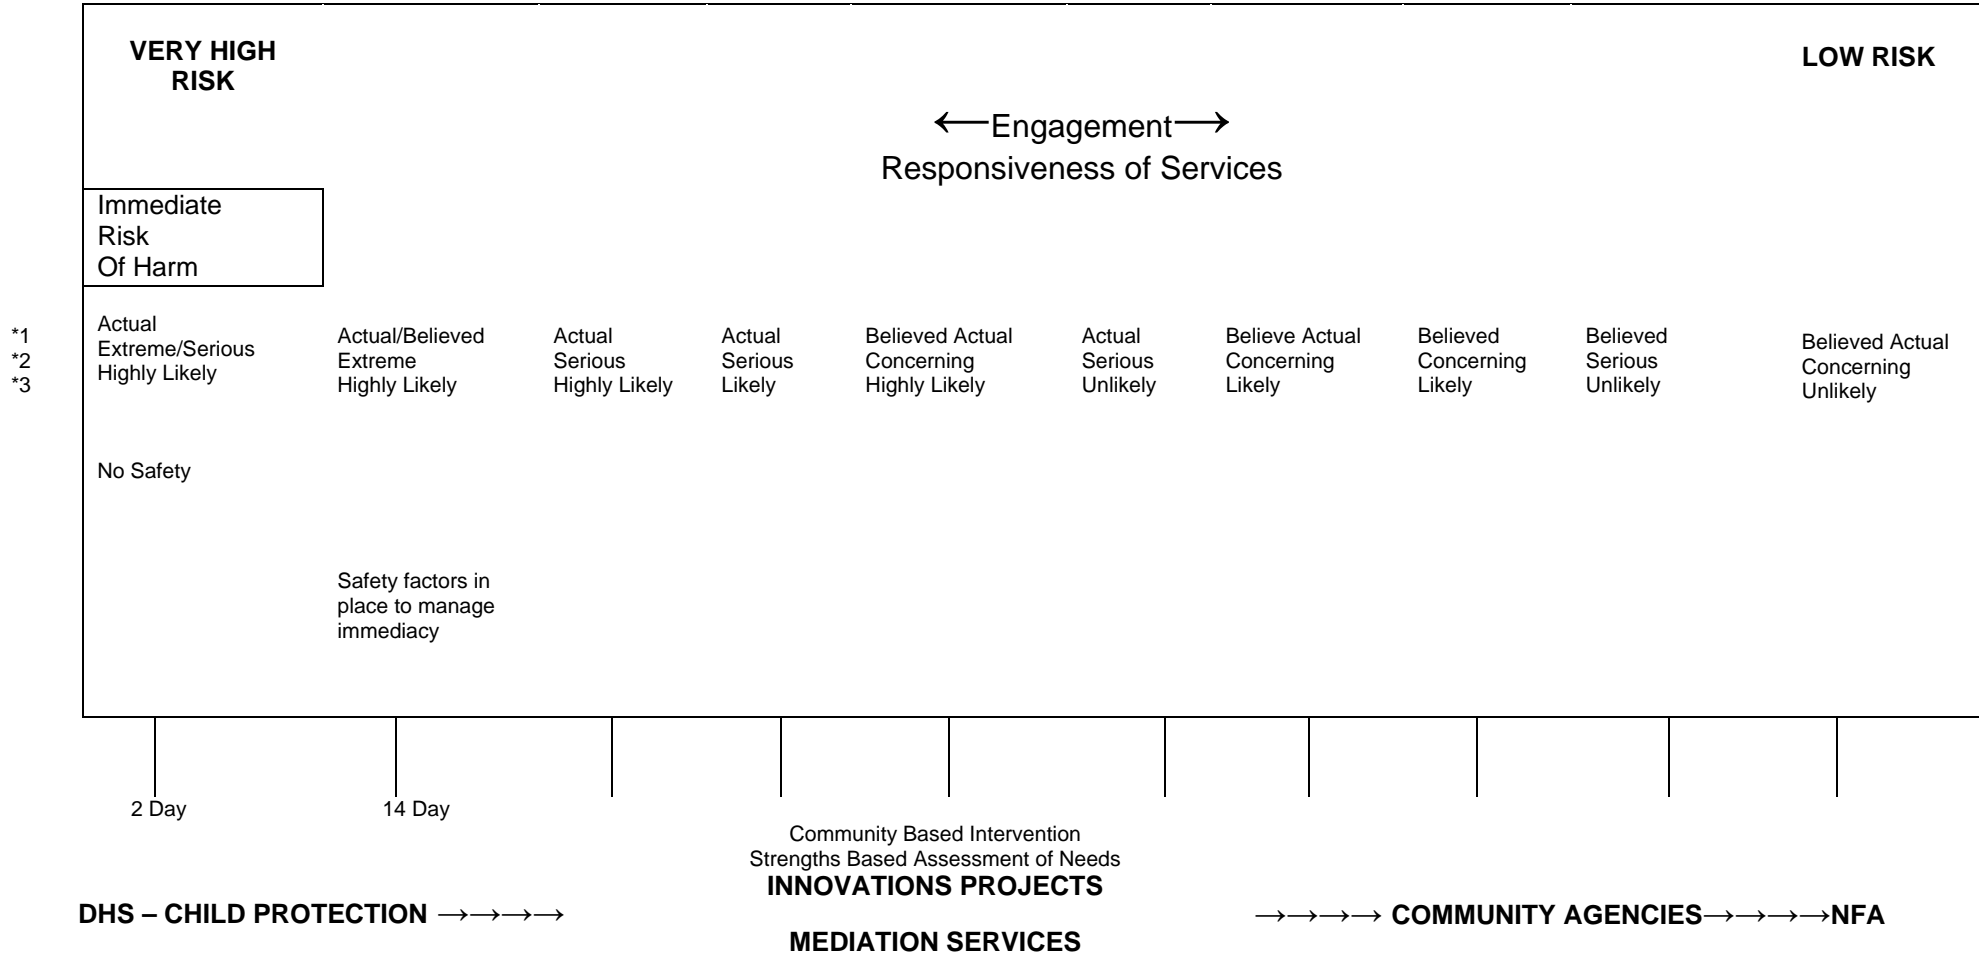 VERY HIGH
RISK
LOW RISK
←Engagement→
Responsiveness of Services
Immediate
Risk
Of Harm
*1
*2
*3
Actual
Extreme/Serious
Highly Likely
Actual/Believed
Extreme
Highly Likely
Actual
Serious
Highly Likely
Actual
Serious
Likely
Believed Actual
Concerning
Highly Likely
Actual
Serious
Unlikely
Believe Actual
Concerning
Likely
Believed
Concerning
Likely
Believed
Serious
Unlikely
Believed Actual
Concerning
Unlikely
No Safety
Safety factors in
place to manage
immediacy
2 Day
14 Day
Community Based Intervention
Strengths Based Assessment of Needs
INNOVATIONS PROJECTS
DHS – CHILD PROTECTION →→→→
→→→→ COMMUNITY AGENCIES→→→→NFA
MEDIATION SERVICES